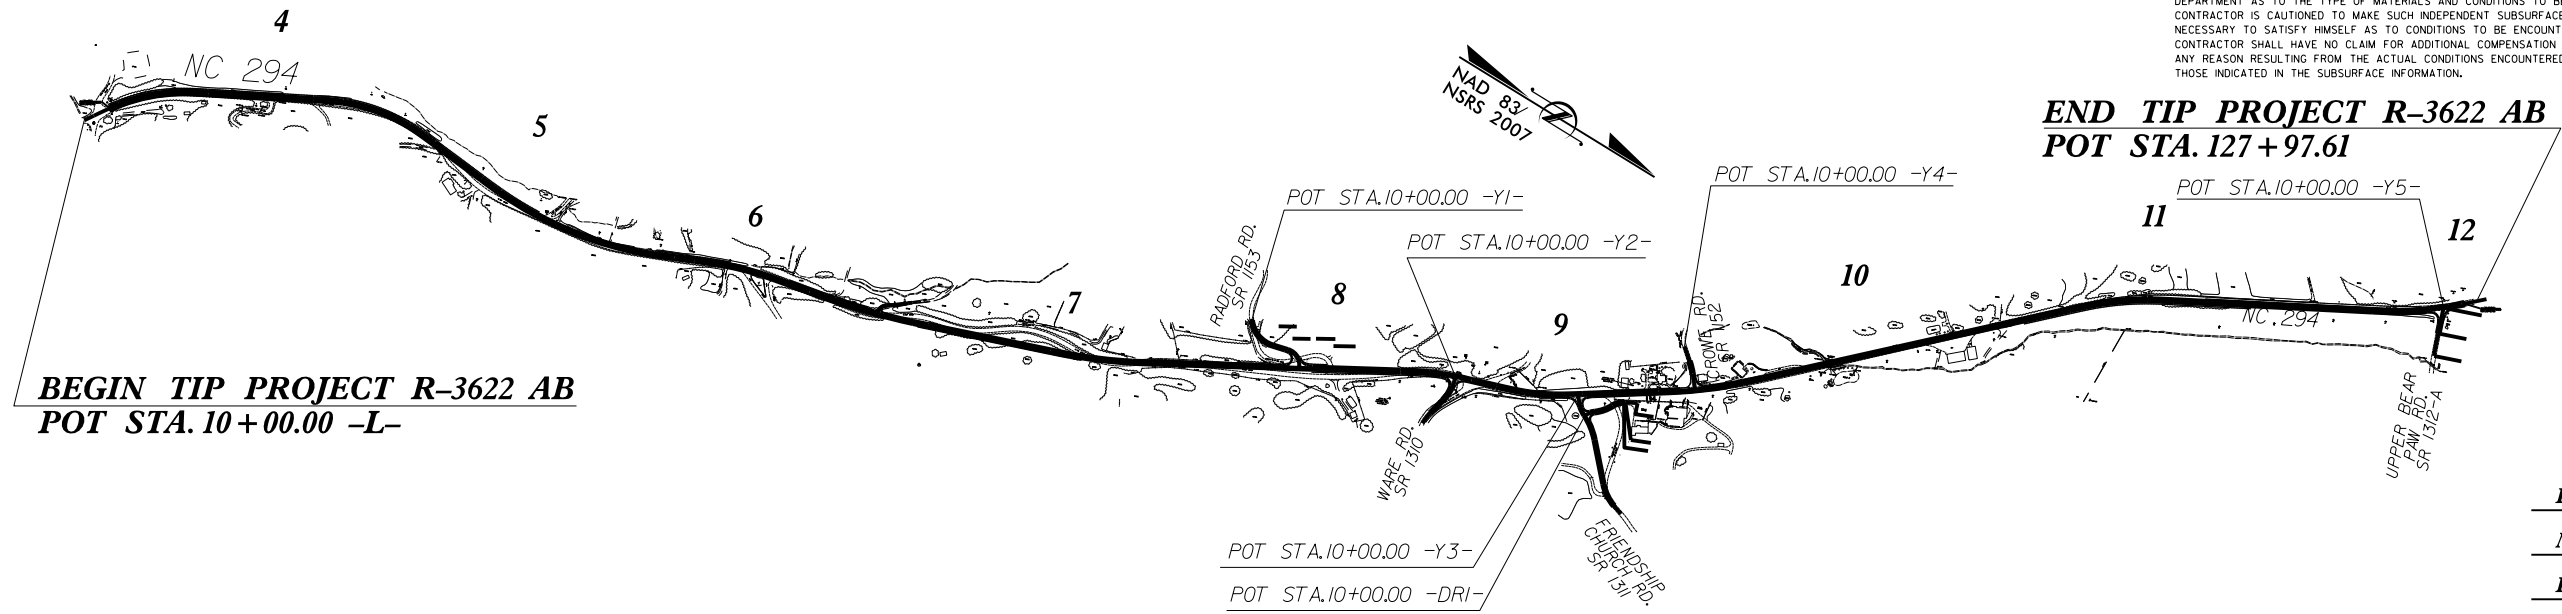 DEPARTMENT AS TO THE TYPE OF MATERIALS AND CONDITIONS TO BE
CONTRACTOR IS CAUTIONED TO MAKE SUCH INDEPENDENT SUBSURFACE
NECESSARY TO SATISFY HIMSELF AS TO CONDITIONS TO BE ENCOUNT
CONTRACTOR SHALL HAVE NO CLAIM FOR ADDITIONAL COMPENSATION
ANY REASON RESULTING FROM THE ACTUAL CONDITIONS ENCOUNTERED
THOSE INDICATED IN THE SUBSURFACE INFORMATION.
4
NC 294
5
6
7
8
9
10
11
12
NAD 83/
NSRS 2007
END TIP PROJECT R-3622 AB
POT STA. 127+97.61
POT STA.10+00.00 -Y4-
POT STA.10+00.00 -Y5-
POT STA.10+00.00 -Y1-
POT STA.10+00.00 -Y2-
RADFORD RD.
SR 1153
CROWE RD.
SR 1152
NC 294
BEGIN TIP PROJECT R-3622 AB
POT STA. 10+00.00 -L-
WARE RD.
SR 1310
UPPER BEAR
PAW RD.
SR 1312-A
FRIENDSHIP
CHURCH RD.
SR 1311
POT STA.10+00.00 -Y3-
POT STA.10+00.00 -DR1-